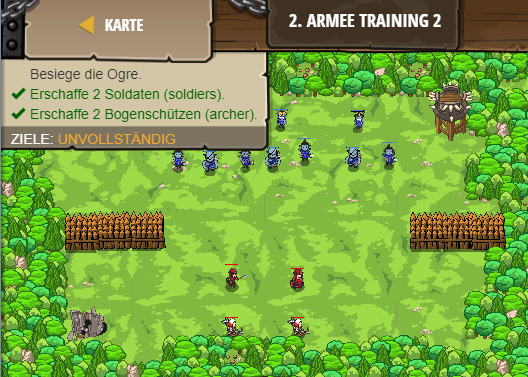 KARTE
2. ARMEE TRAINING 2
Besiege die Ogre.
Erschaffe 2 Soldaten (soldiers).
Erschaffe 2 Bogenschützen (archer).
ZIELE: UNVOLLSTÄNDIG